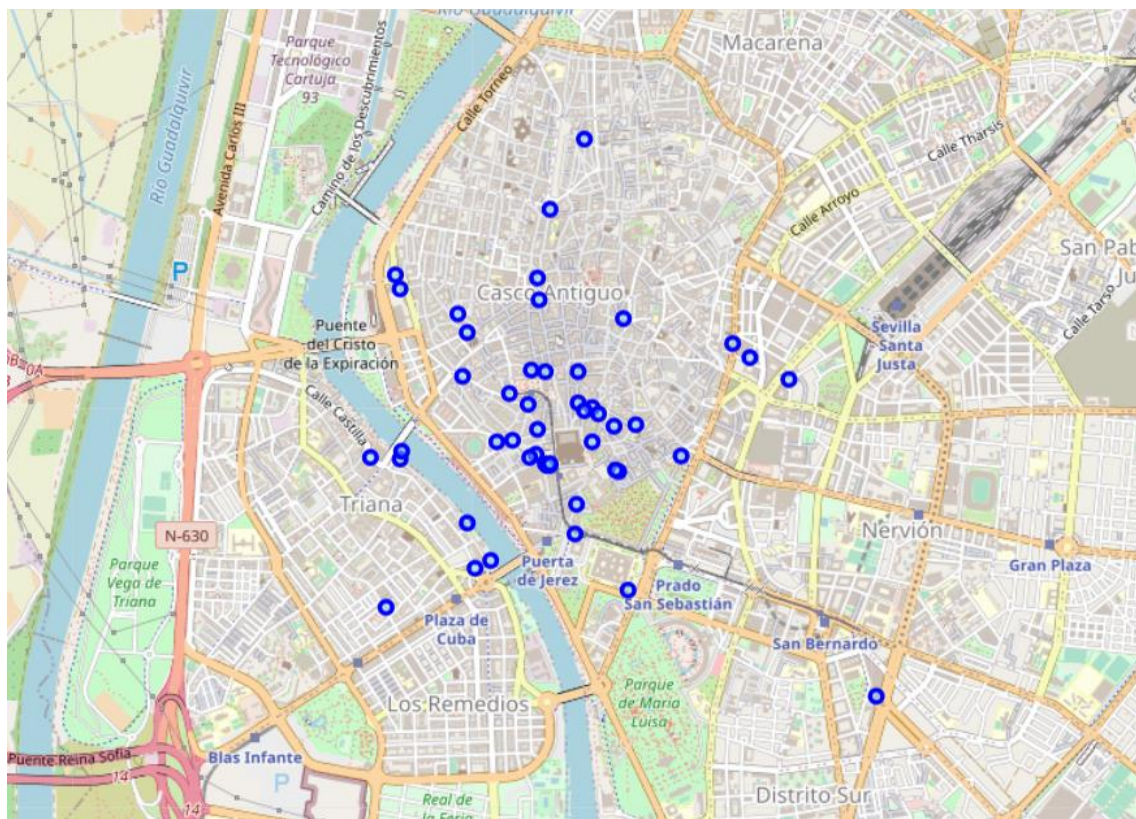 Río Guadalquivir
Macarena
Parque
Tecnológico
Cartuja
93
Calle Torneo
Camino de los Descubrimientos
Río Guadalquivir
Avenida Carlos III
Calle Tharsis
Calle Arroyo
San Pab
Ju
P
Casco Antiguo
Calle Tarso
Puente
del Cristo
de la Expiración
Sevilla
Santa
Justa
Calle Castilla
Triana
N-630
Nervión
Gran Plaza
Puerta
de Jerez
Parque
Vega de
Triana
Prado
San Sebastián
Plaza de
Cuba
San Bernardo
Parque
de María
Luisa
Los Remedios
Puente Reina Sofía
Blas Infante
14
P
14
Distrito Sur
Real de
la Feria